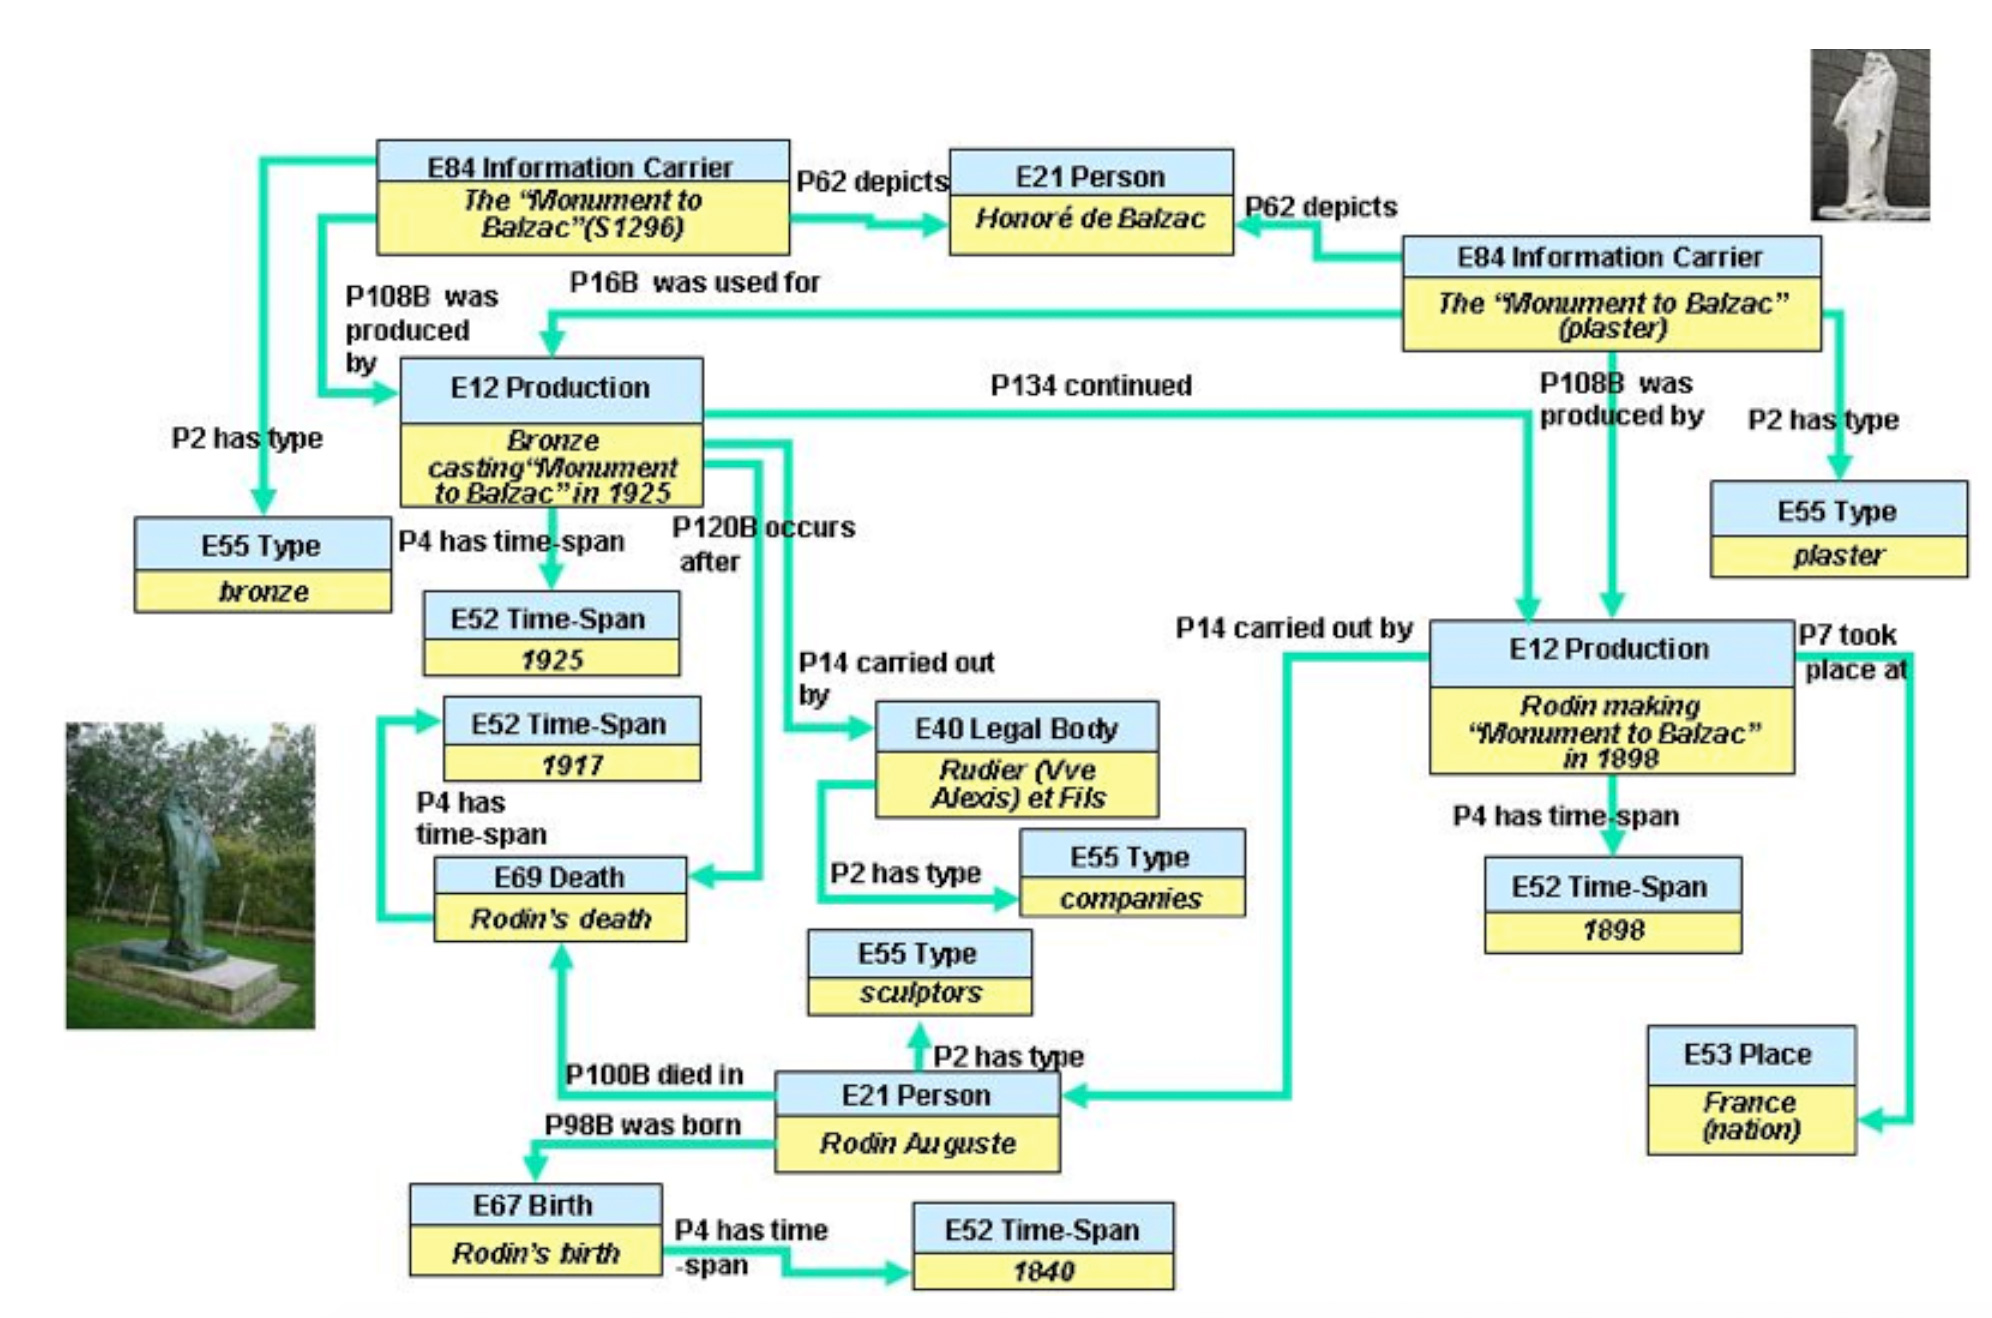 E84 Information Carrier
The “Monument to
Balzac”(S1296)
P62 depicts
E21 Person
Honoré de Balzac
P62 depicts
E84 Information Carrier
The “Monument to Balzac”
(plaster)
P16B was used for
P108B was
produced
by
E12 Production
Bronze
casting“Monument
to Balzac” in 1925
P134 continued
P108B was
produced by
P2 has type
P2 has type
E55 Type
plaster
E55 Type
bronze
P4 has time-span
P120B occurs
after
E52 Time-Span
1925
P14 carried out
by
P14 carried out by
E12 Production
Rodin making
“Monument to Balzac”
in 1898
P7 took
place at
E52 Time-Span
1917
E40 Legal Body
Rudier (Vve
Alexis) et Fils
P4 has
time-span
P4 has time-span
E69 Death
Rodin’s death
P2 has type
E55 Type
companies
E52 Time-Span
1898
E55 Type
sculptors
P2 has type
P100B died in
E21 Person
Rodin Auguste
E53 Place
France
(nation)
P98B was born
E67 Birth
Rodin’s birth
P4 has time
-span
E52 Time-Span
1840